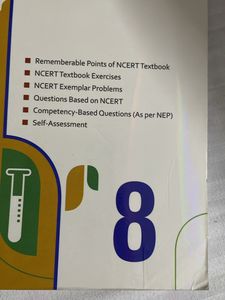 Rememberable Points of NCERT Textbook
NCERT Textbook Exercises
NCERT Exemplar Problems
Questions Based on NCERT
Competency-Based Questions (As per NEP)
Self-Assessment
8